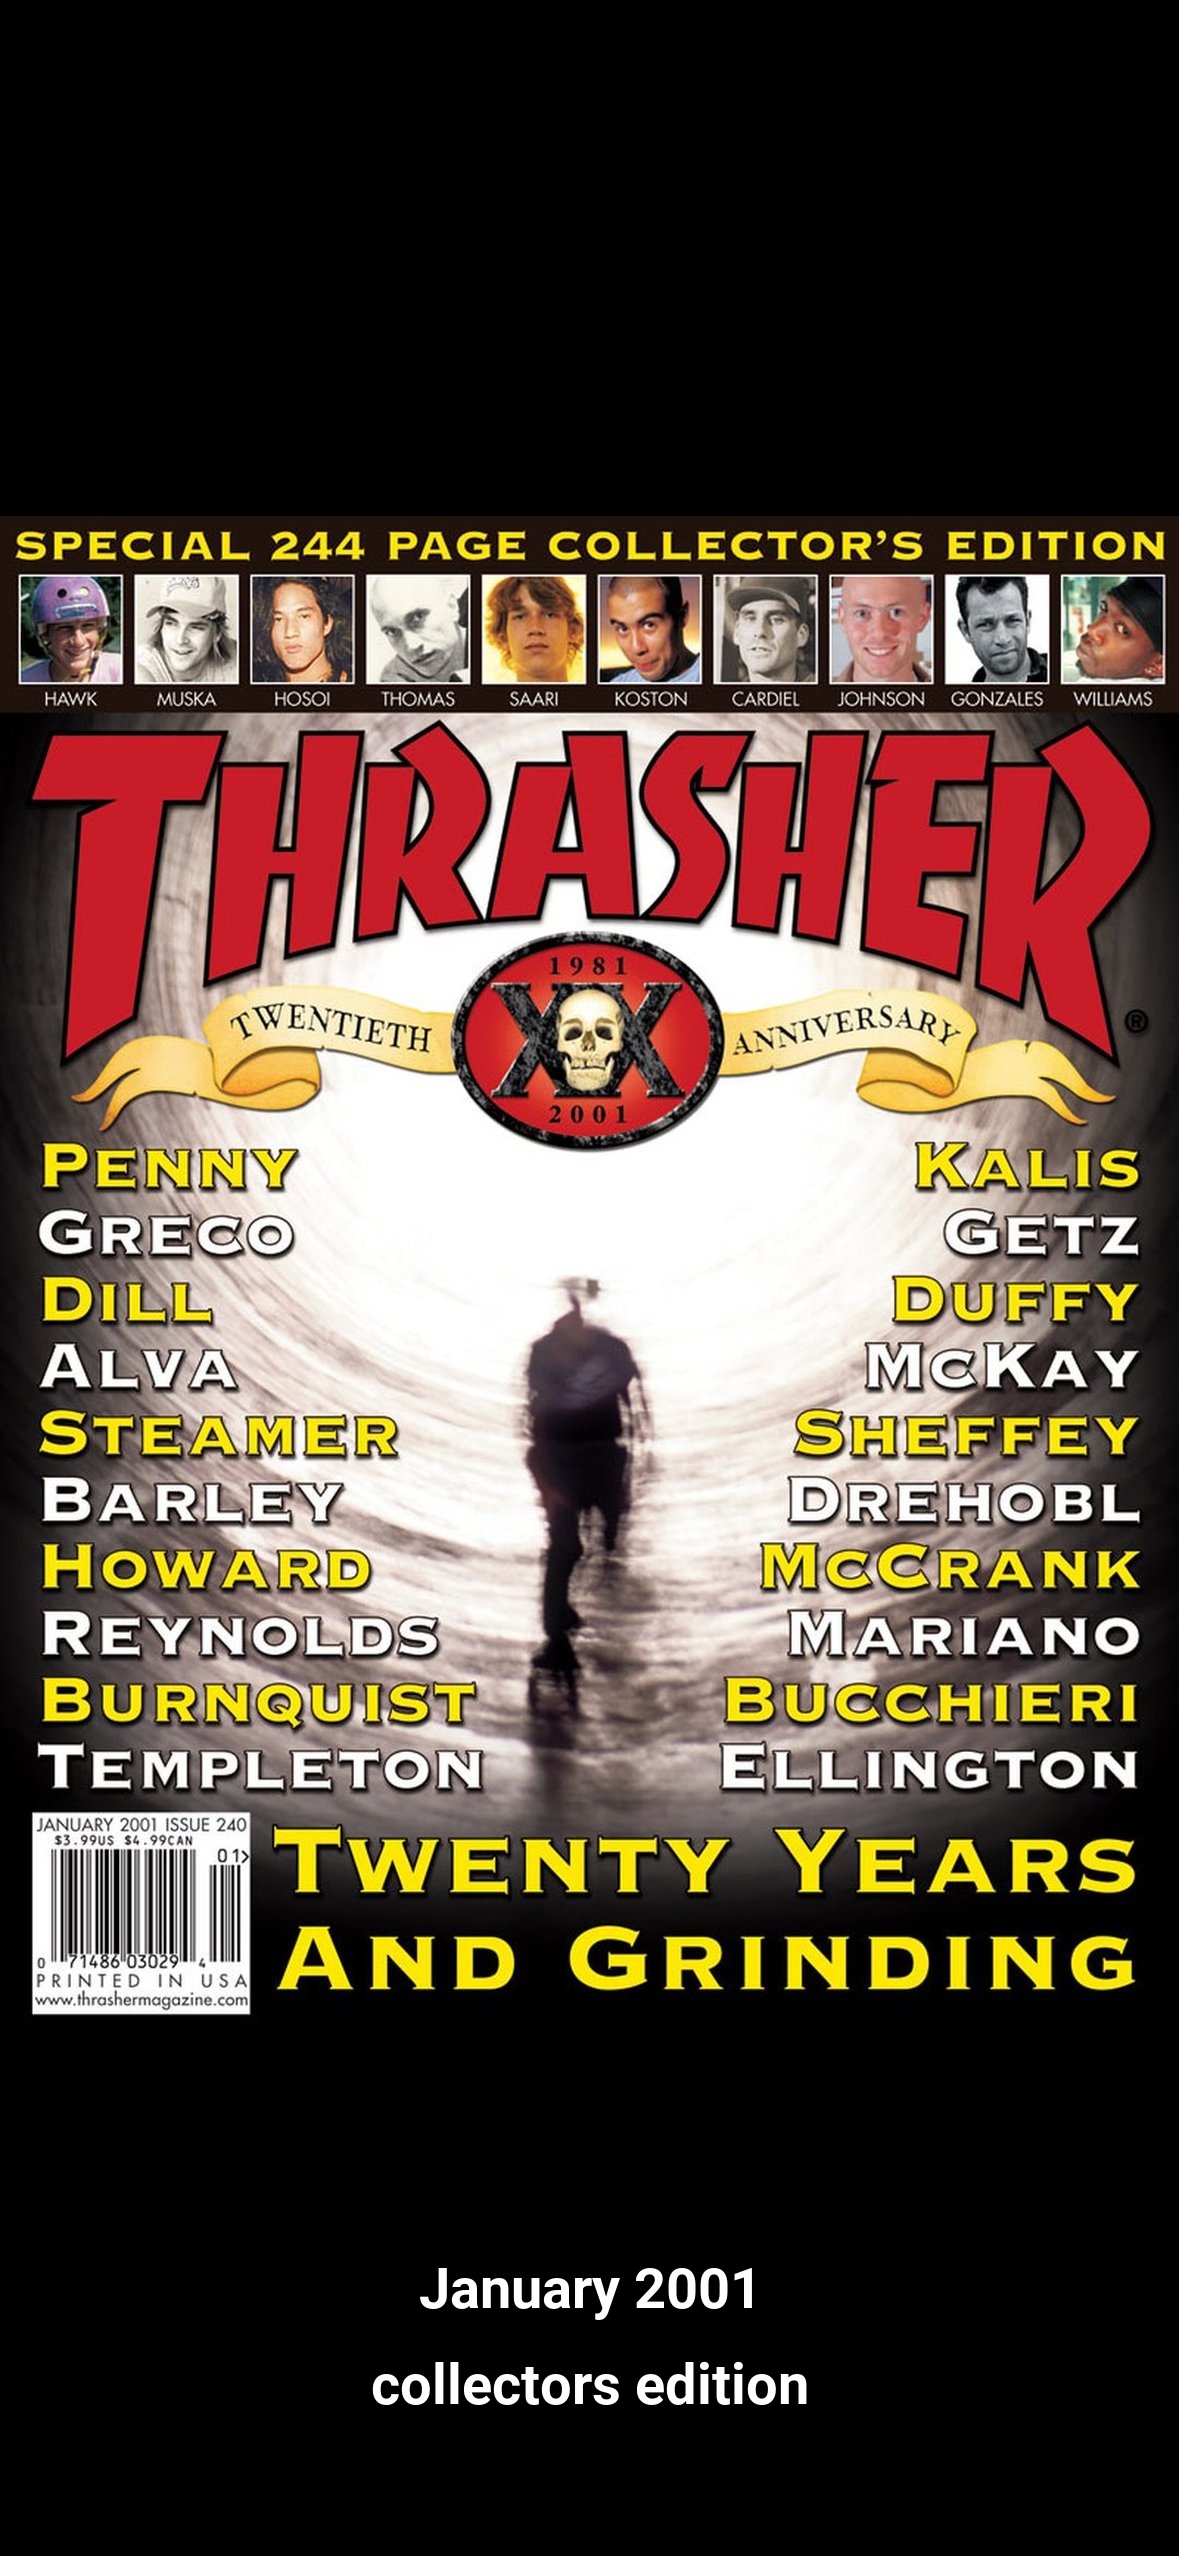 SPECIAL 244 PAGE COLLECTOR'S EDITION
HAWK MUSKA HOSOI THOMAS SAARI KOSTON CARDIEL JOHNSON GONZALES WILLIAMS
THRASHER
®
1981
TWENTIETH XX ANNIVERSARY
2001
PENNY KALIS
GRECO GETZ
DILL DUFFY
ALVA McKAY
STEAMER SHEFFEY
BARLEY DREHOBL
HOWARD McCRANK
REYNOLDS MARIANO
BURNQUIST BUCCHIERI
TEMPLETON ELLINGTON
JANUARY 2001 ISSUE 240
$3.99US $4.99CAN
01>
0 71486 03029 4
PRINTED IN USA
www.thrashermagazine.com
TWENTY YEARS
AND GRINDING
January 2001
collectors edition